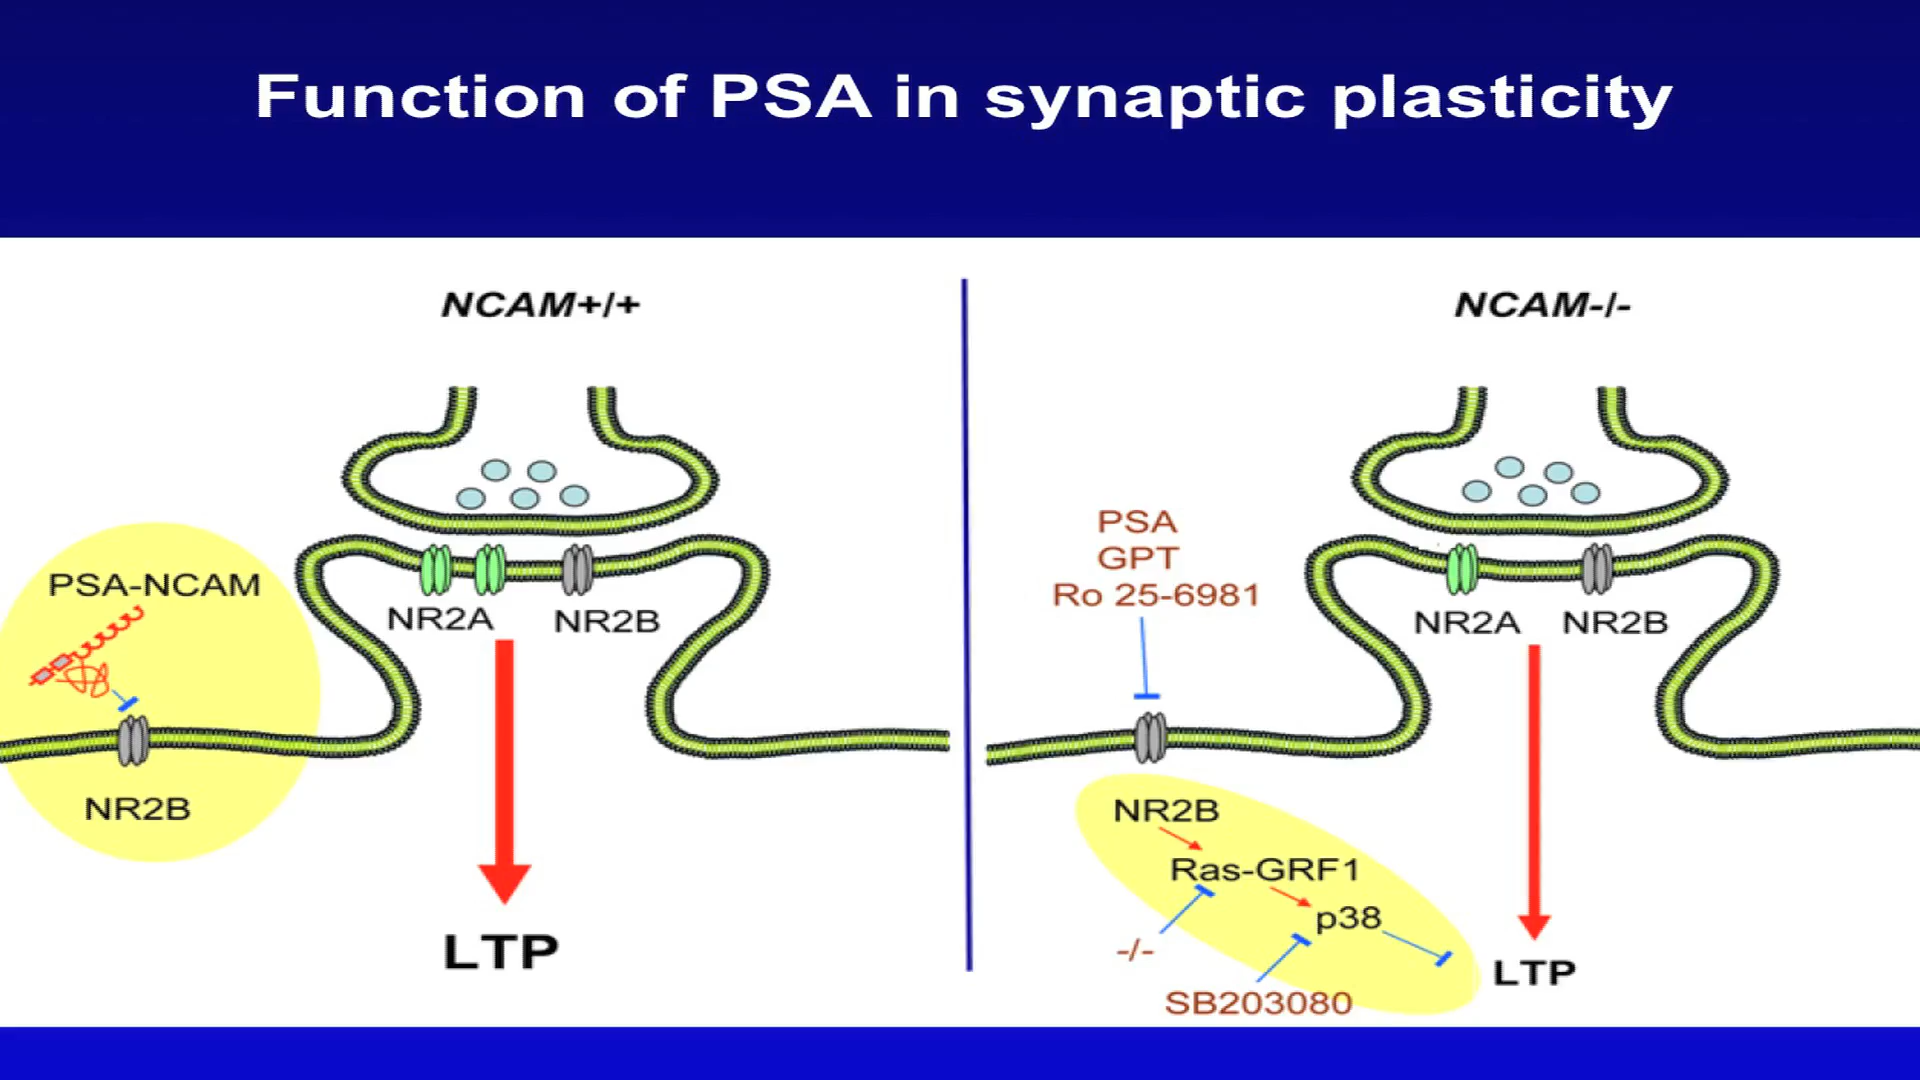 Function of PSA in synaptic plasticity
NCAM+/+
PSA-NCAM
NR2A
NR2B
NR2B
LTP
NCAM-/-
PSA
GPT
Ro 25-6981
NR2A
NR2B
NR2B
Ras-GRF1
p38
-/-
SB203080
LTP